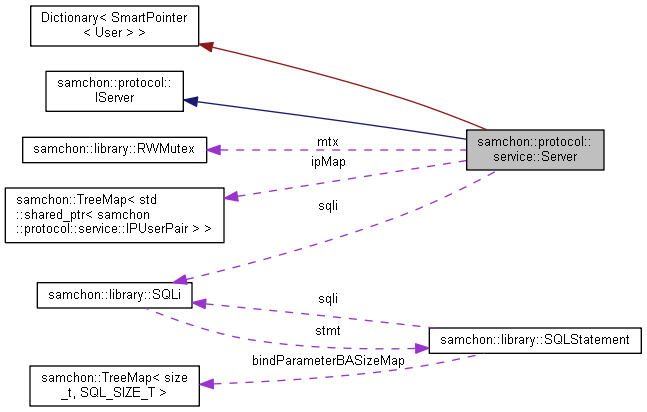 Dictionary< SmartPointer
< User > >
samchon::protocol::
IServer
samchon::protocol::
service::Server
mtx
samchon::library::RWMutex
ipMap
samchon::TreeMap< std
::shared_ptr< samchon
::protocol::service::IPUserPair > >
sqli
samchon::library::SQLi
sqli
stmt
samchon::library::SQLStatement
bindParameterBASizeMap
samchon::TreeMap< size
_t, SQL_SIZE_T >